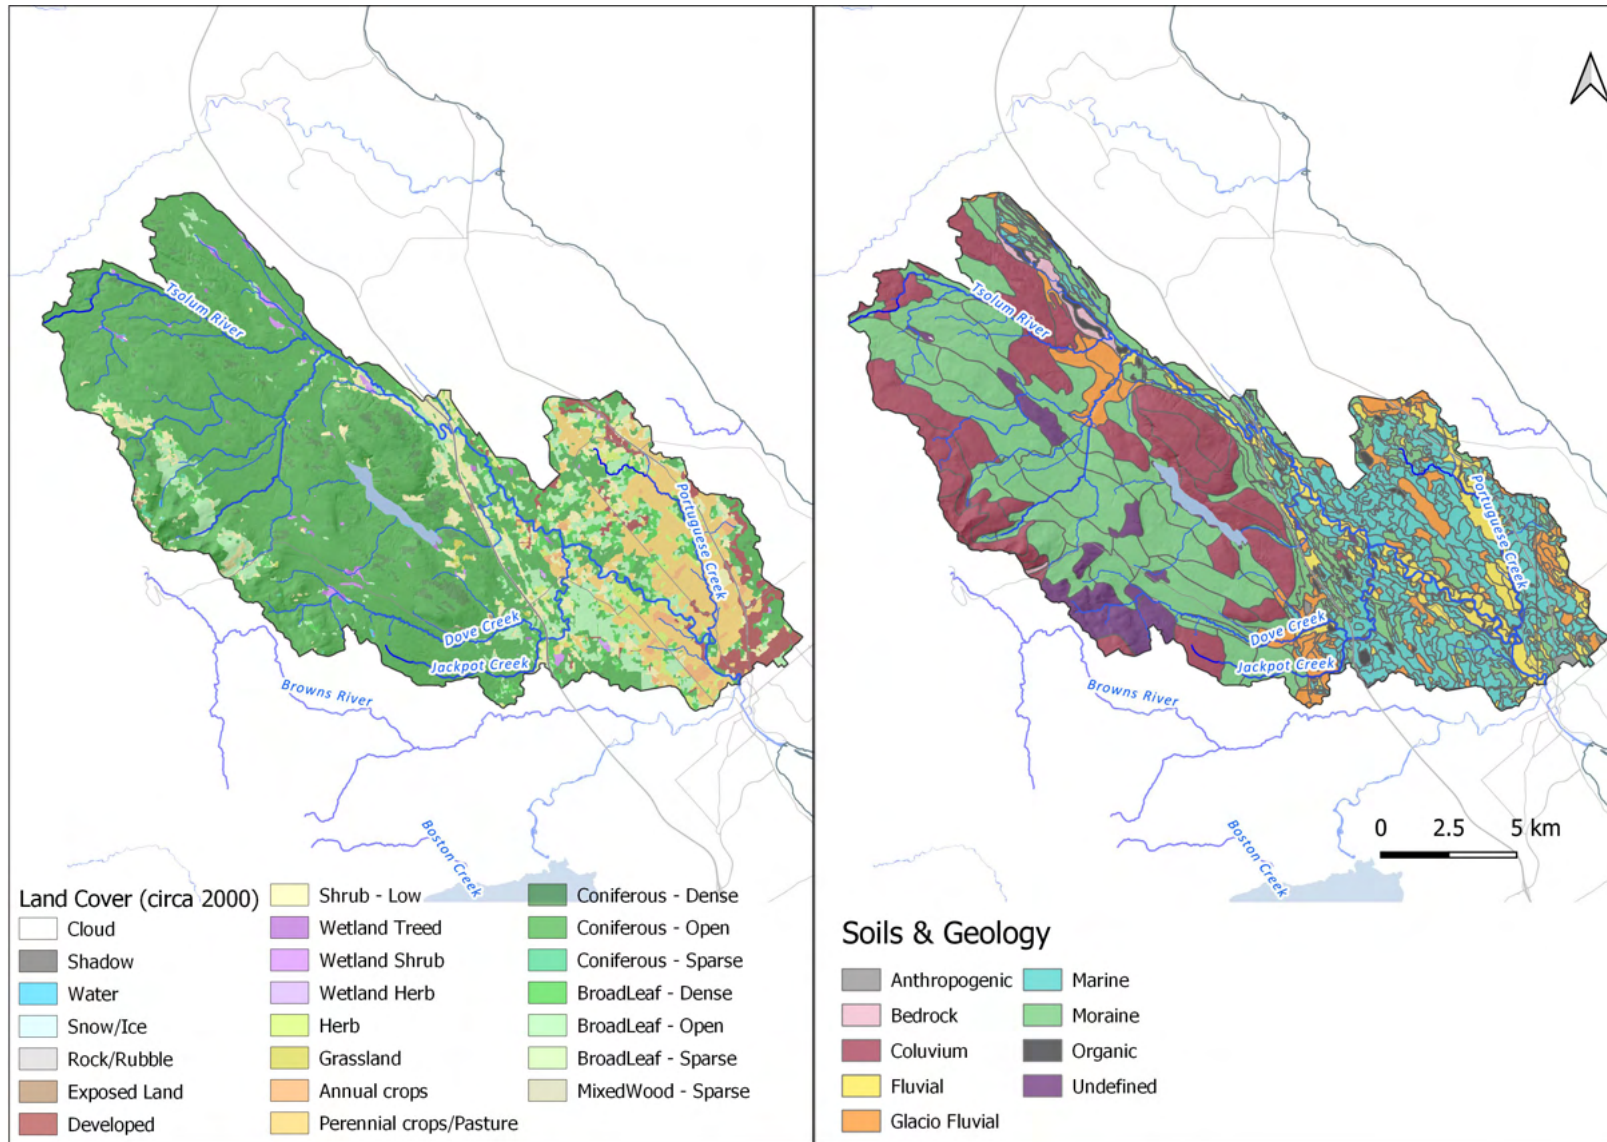 Tsolum River
Portuguese Creek
Dove Creek
Jackpot Creek
Browns River
Boston Creek
Land Cover (circa 2000)
Cloud
Shadow
Water
Snow/Ice
Rock/Rubble
Exposed Land
Developed
Shrub - Low
Wetland Treed
Wetland Shrub
Wetland Herb
Herb
Grassland
Annual crops
Perennial crops/Pasture
Coniferous - Dense
Coniferous - Open
Coniferous - Sparse
BroadLeaf - Dense
BroadLeaf - Open
BroadLeaf - Sparse
MixedWood - Sparse
Tsolum River
Portuguese Creek
Dove Creek
Jackpot Creek
Browns River
Boston Creek
0 2.5 5 km
Soils & Geology
Anthropogenic
Bedrock
Coluvium
Fluvial
Glacio Fluvial
Marine
Moraine
Organic
Undefined